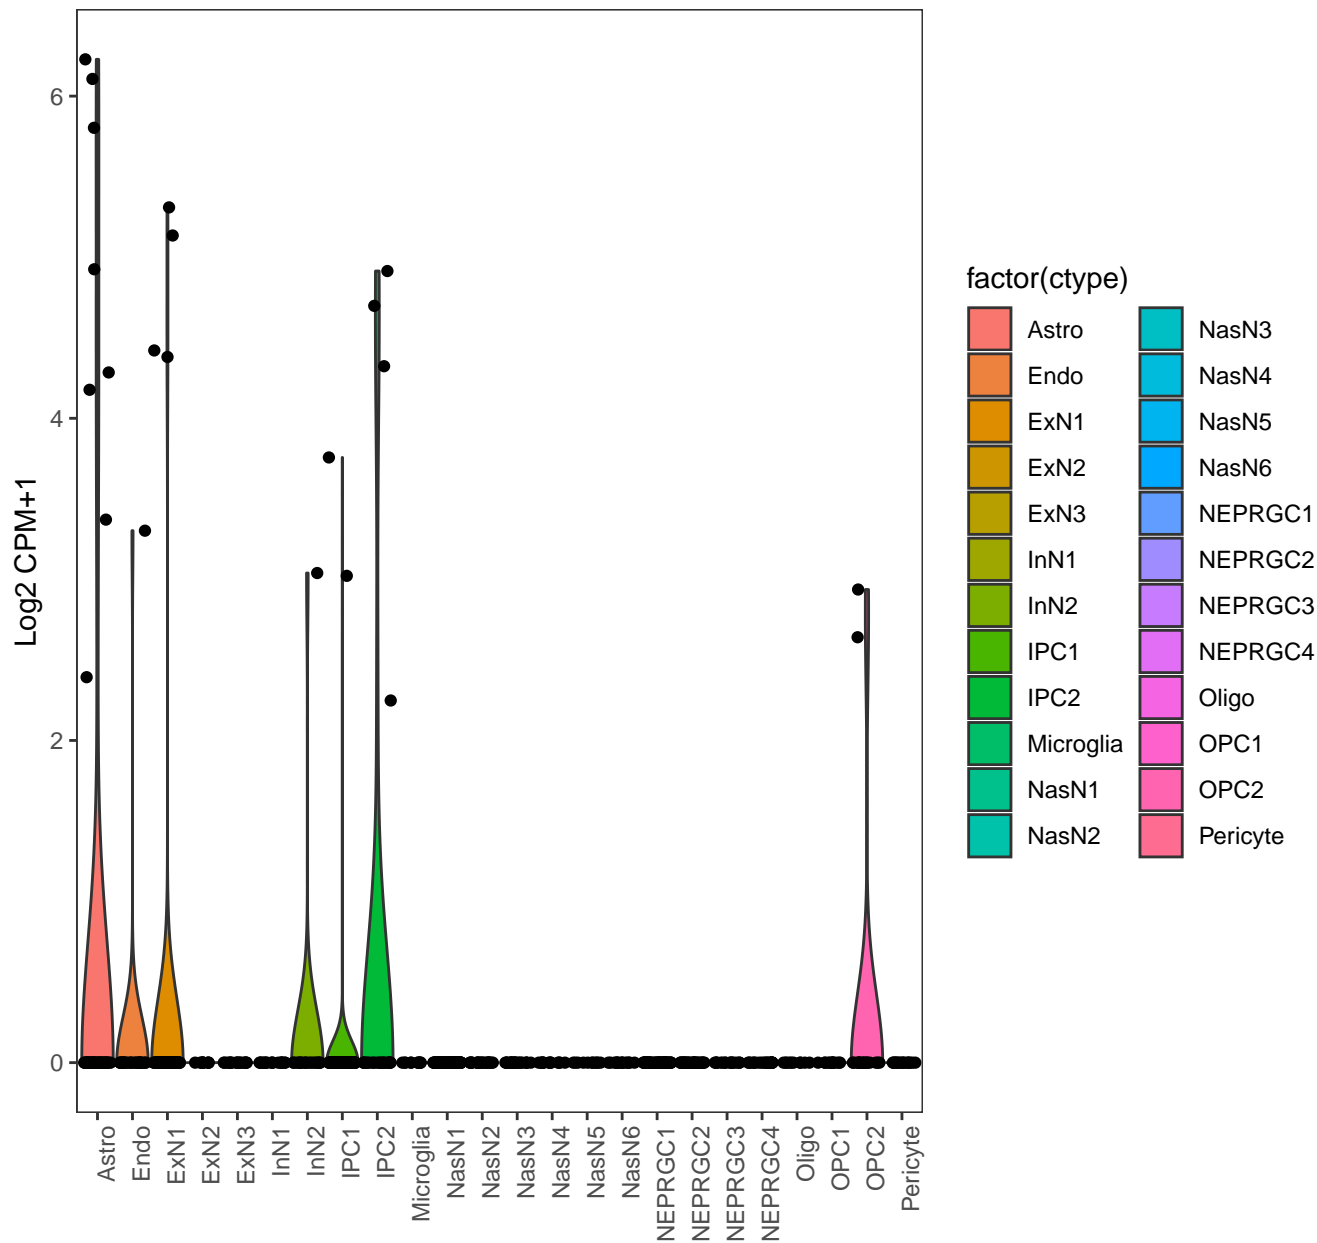 Log2 CPM+1
6
4
2
0
Astro
Endo
ExN1
ExN2
ExN3
InN1
InN2
IPC1
IPC2
Microglia
NasN1
NasN2
NasN3
NasN4
NasN5
NasN6
NEPRGC1
NEPRGC2
NEPRGC3
NEPRGC4
Oligo
OPC1
OPC2
Pericyte
factor(ctype)
Astro
Endo
ExN1
ExN2
ExN3
InN1
InN2
IPC1
IPC2
Microglia
NasN1
NasN2
NasN3
NasN4
NasN5
NasN6
NEPRGC1
NEPRGC2
NEPRGC3
NEPRGC4
Oligo
OPC1
OPC2
Pericyte